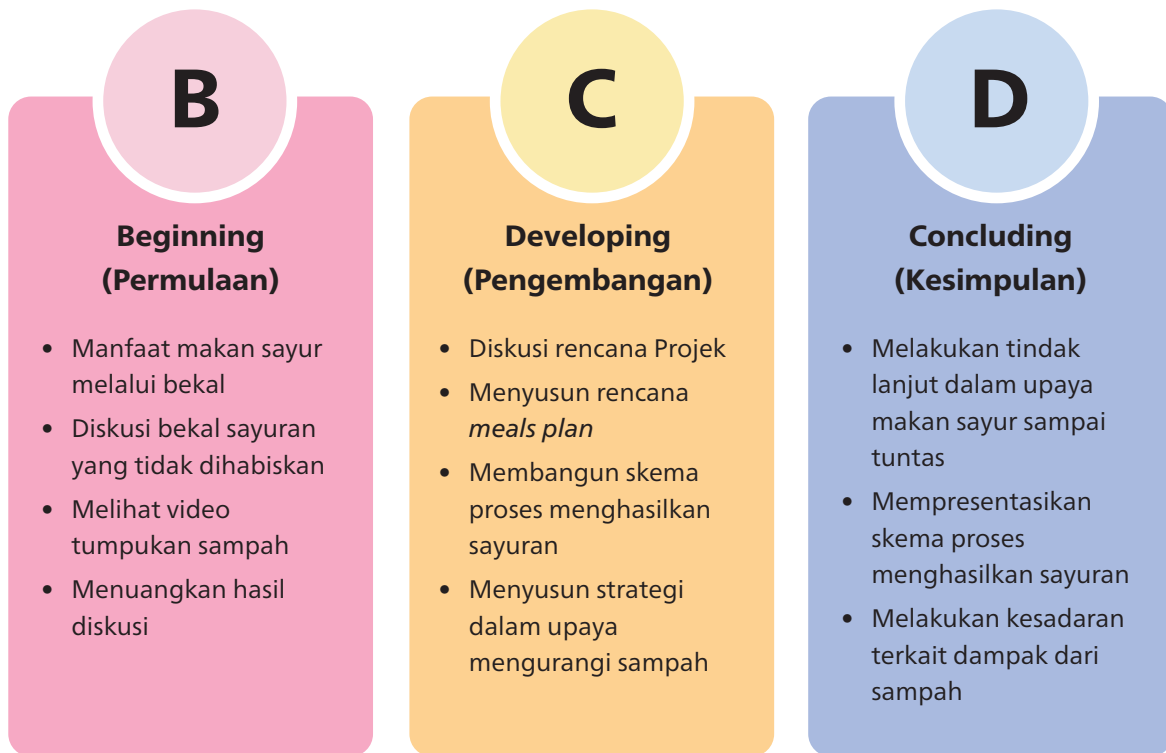 B
Beginning
(Permulaan)
• Manfaat makan sayur
melalui bekal
• Diskusi bekal sayuran
yang tidak dihabiskan
• Melihat video
tumpukan sampah
• Menuangkan hasil
diskusi
C
Developing
(Pengembangan)
• Diskusi rencana Projek
• Menyusun rencana
meals plan
• Membangun skema
proses menghasilkan
sayuran
• Menyusun strategi
dalam upaya
mengurangi sampah
D
Concluding
(Kesimpulan)
• Melakukan tindak
lanjut dalam upaya
makan sayur sampai
tuntas
• Mempresentasikan
skema proses
menghasilkan sayuran
• Melakukan kesadaran
terkait dampak dari
sampah